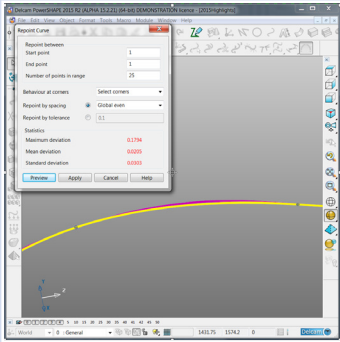 Delcam PowerSHAPE 2015 R2 (ALPHA 15.2.21) (64-bit) DEMONSTRATION licence - [2015Highlights]
File Edit View Object Format Tools Macro Module Window Help
Repoint Curve
Repoint between
Start point 1
End point 1
Number of points in range 25
Behaviour at corners Select corners
Repoint by spacing Global even
Repoint by tolerance 0.1
Statistics
Maximum deviation 0.1794
Mean deviation 0.0205
Standard deviation 0.0303
Preview Apply Cancel Help
Z
World 0 : General 1431.75 1574.2 0 Delcam